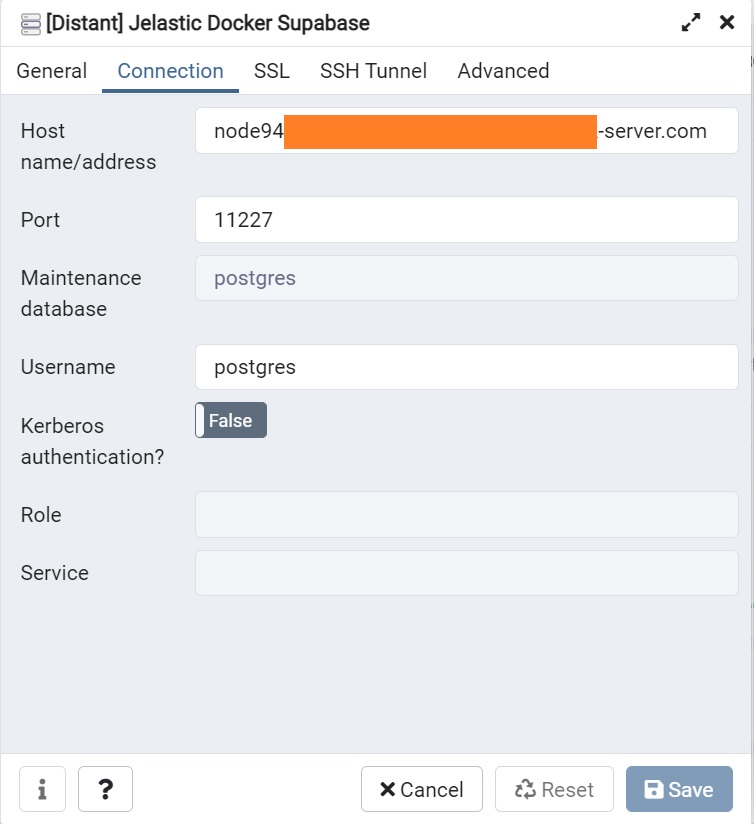 [Distant] Jelastic Docker Supabase
General Connection SSL SSH Tunnel Advanced
Host name/address
node94 -server.com
Port
11227
Maintenance database
postgres
Username
postgres
Kerberos authentication?
False
Role
Service
i ? Cancel Reset Save